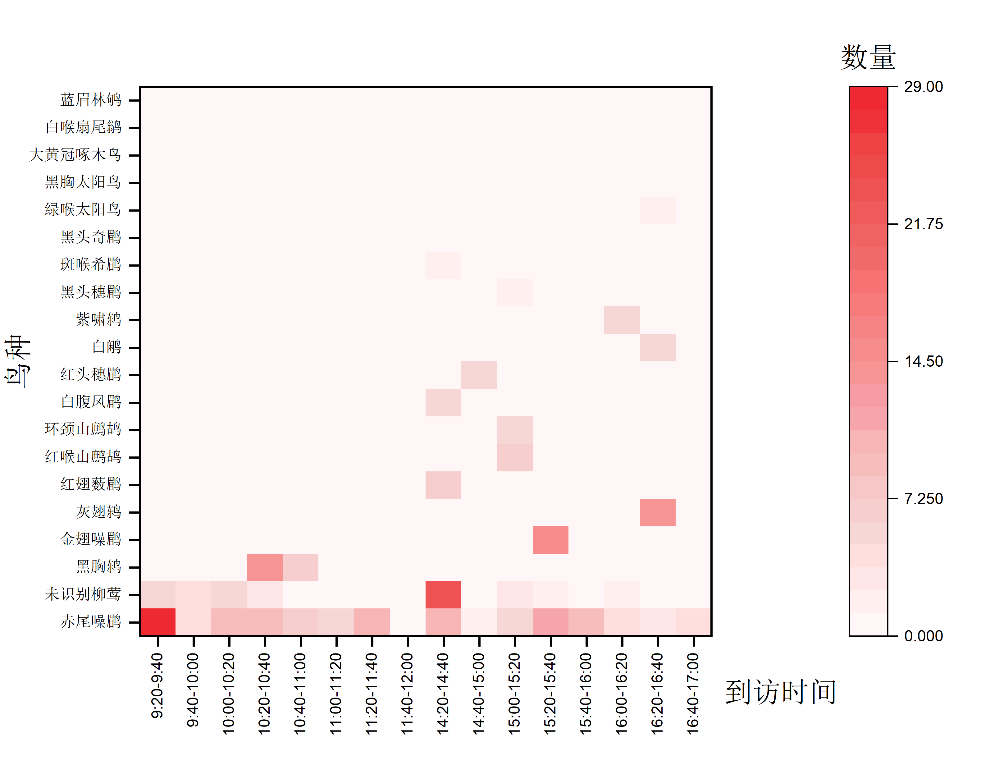 数量
29.00
21.75
14.50
7.250
0.000
鸟种
蓝眉林鸲
白喉扇尾鹟
大黄冠啄木鸟
黑胸太阳鸟
绿喉太阳鸟
黑头奇鹛
斑喉希鹛
黑头穗鹛
紫啸鸫
白鹇
红头穗鹛
白腹凤鹛
环颈山鹧鸪
红喉山鹧鸪
红翅薮鹛
灰翅鸫
金翅噪鹛
黑胸鸫
未识别柳莺
赤尾噪鹛
9:20-9:40
9:40-10:00
10:00-10:20
10:20-10:40
10:40-11:00
11:00-11:20
11:20-11:40
11:40-12:00
14:20-14:40
14:40-15:00
15:00-15:20
15:20-15:40
15:40-16:00
16:00-16:20
16:20-16:40
16:40-17:00
到访时间